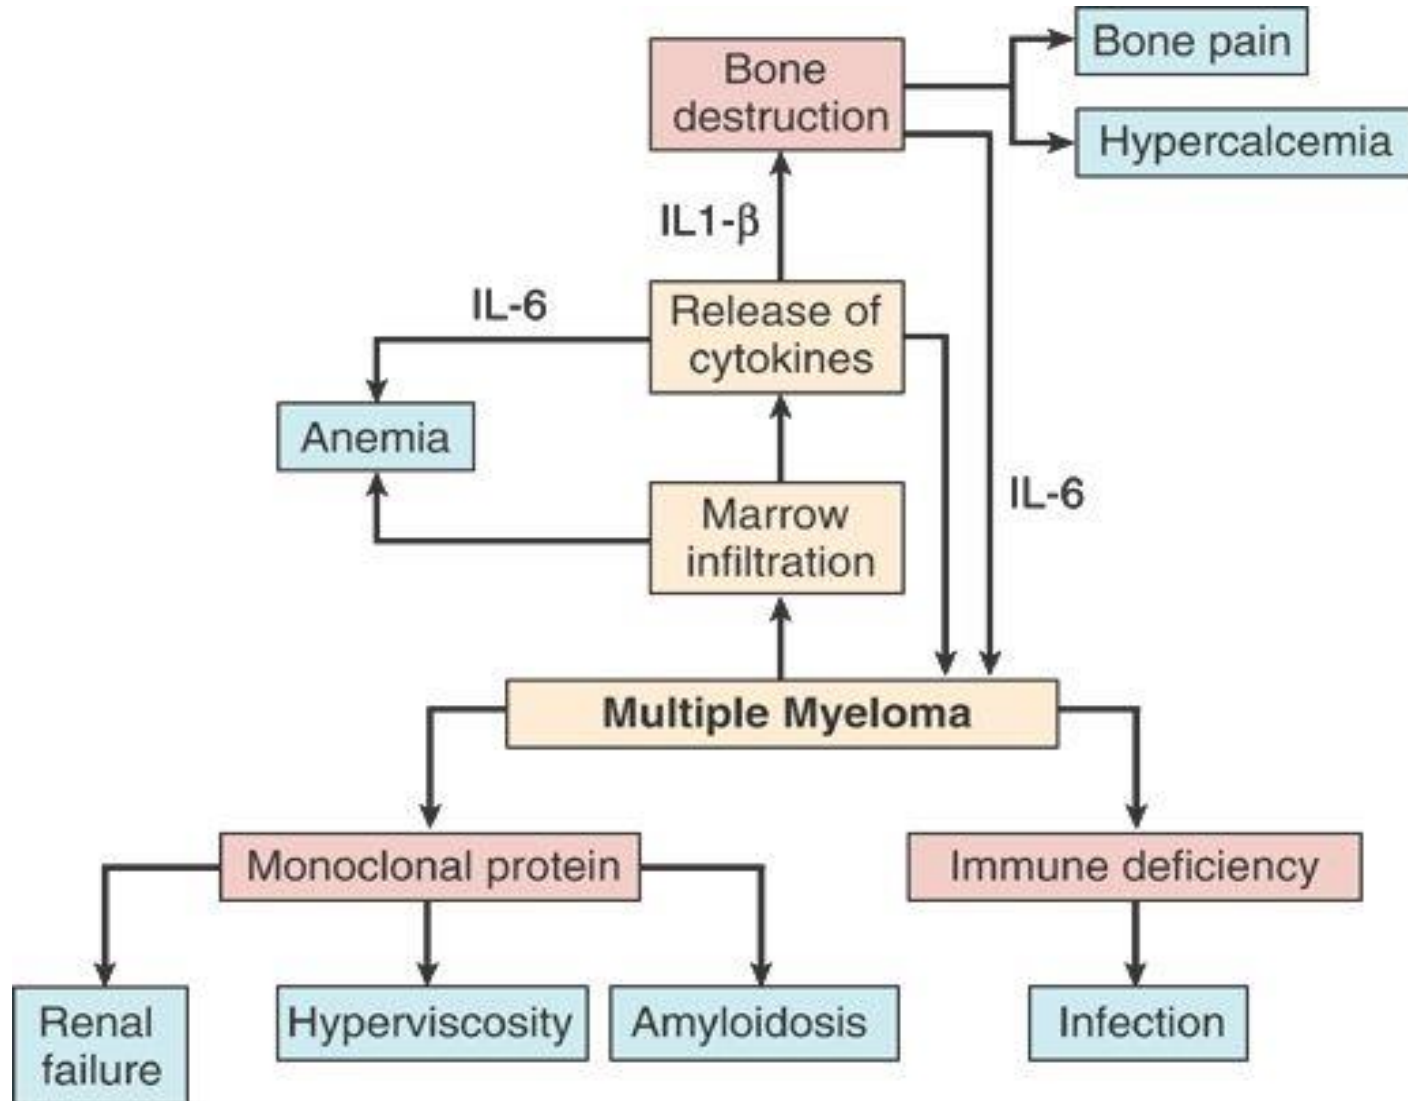 Bone pain
Bone
destruction
Hypercalcemia
IL1-β
IL-6
Release of
cytokines
Anemia
IL-6
Marrow
infiltration
Multiple Myeloma
Monoclonal protein
Immune deficiency
Renal
failure
Hyperviscosity
Amyloidosis
Infection